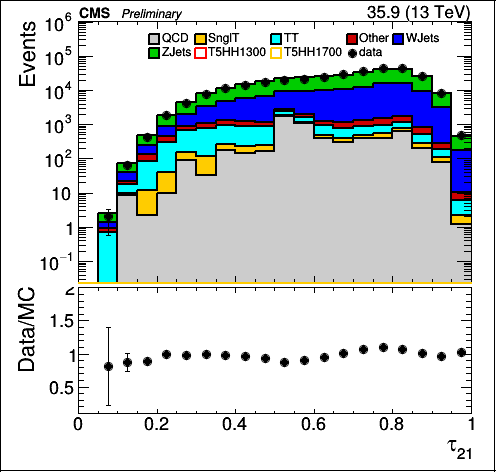 CMS Preliminary 35.9 (13 TeV)
Events
10^6
10^5
10^4
10^3
10^2
10
1
10^-1
QCD SnglT TT Other WJets
ZJets T5HH1300 T5HH1700 data
Data/MC
2
1.5
1
0.5
0 0.2 0.4 0.6 0.8 1
τ21